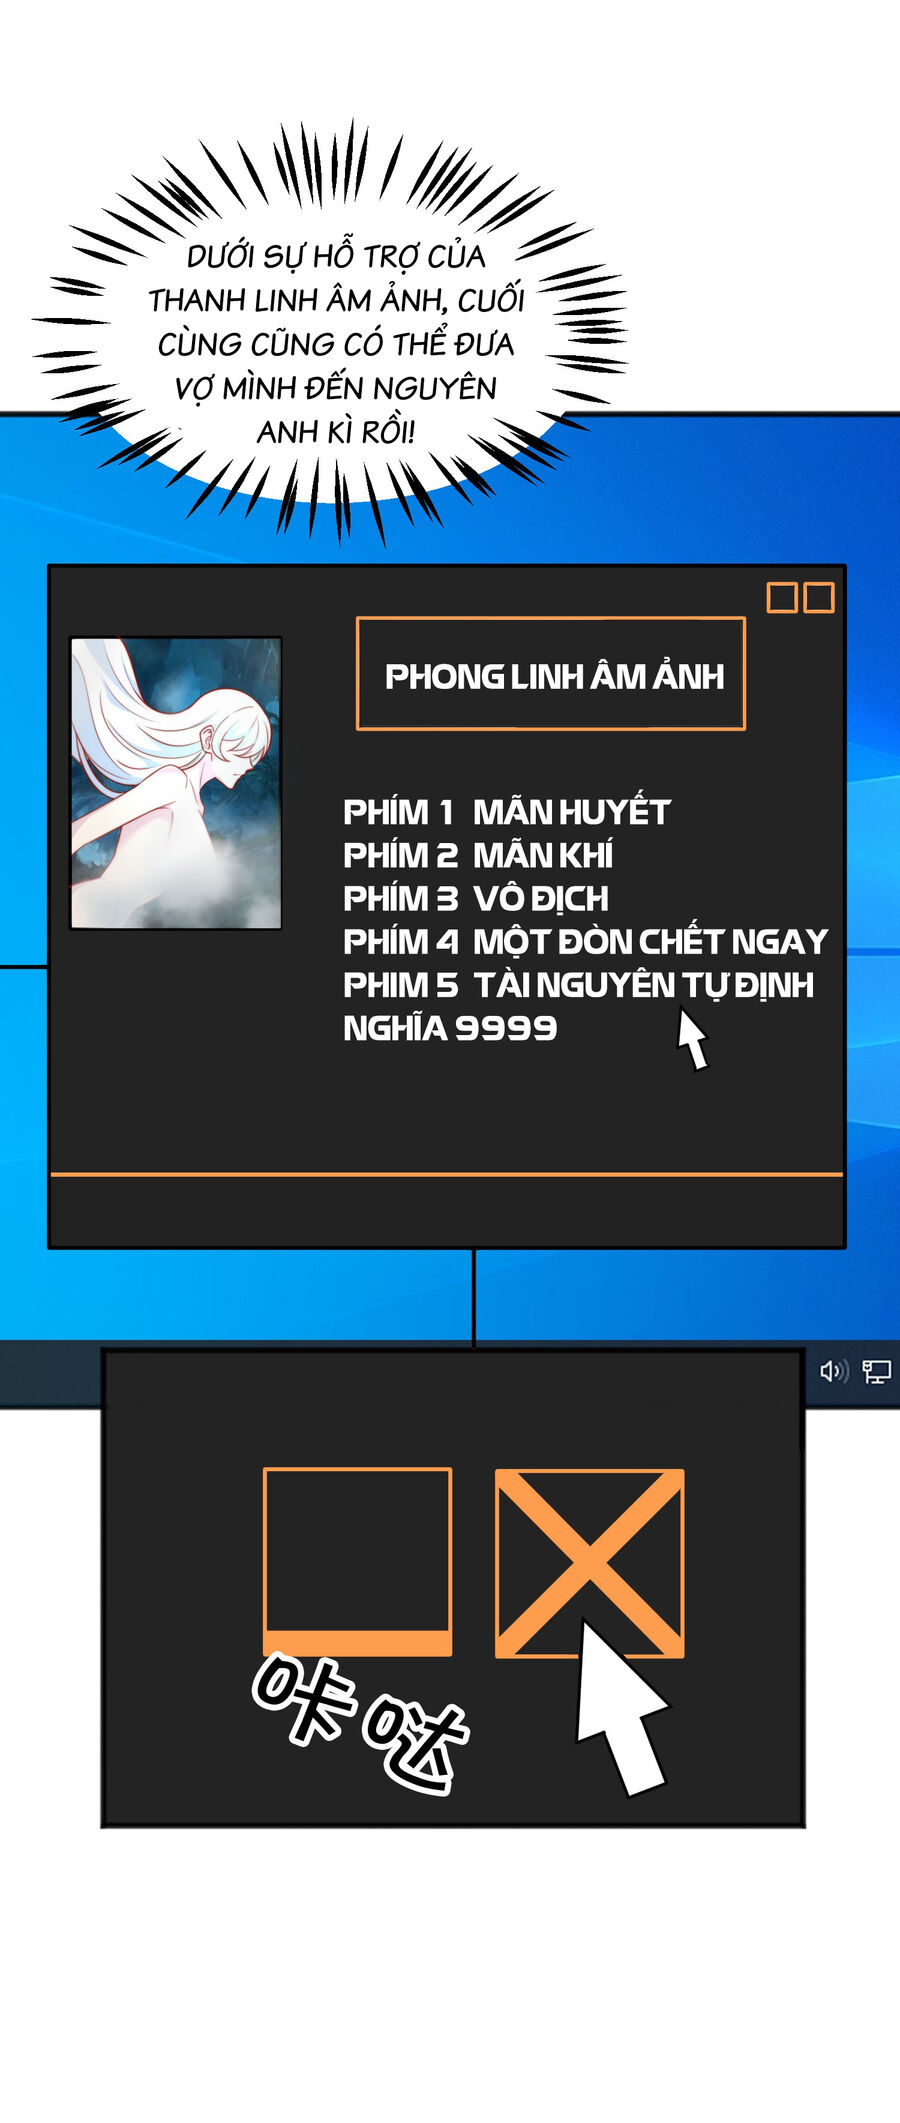 DƯỚI SỰ HỖ TRỢ CỦA
THANH LINH ÂM ẢNH, CUỐI
CÙNG CŨNG CÓ THỂ ĐƯA
VỢ MÌNH ĐẾN NGUYÊN
ANH KÌ RỒI!
PHONG LINH ÂM ẢNH
PHÍM 1 MÃN HUYẾT
PHÍM 2 MÃN KHÍ
PHÍM 3 VÔ ĐỊCH
PHÍM 4 MỘT ĐÒN CHẾT NGAY
PHIM 5 TÀI NGUYÊN TỰ ĐỊNH
NGHĨA 9999
咔哒